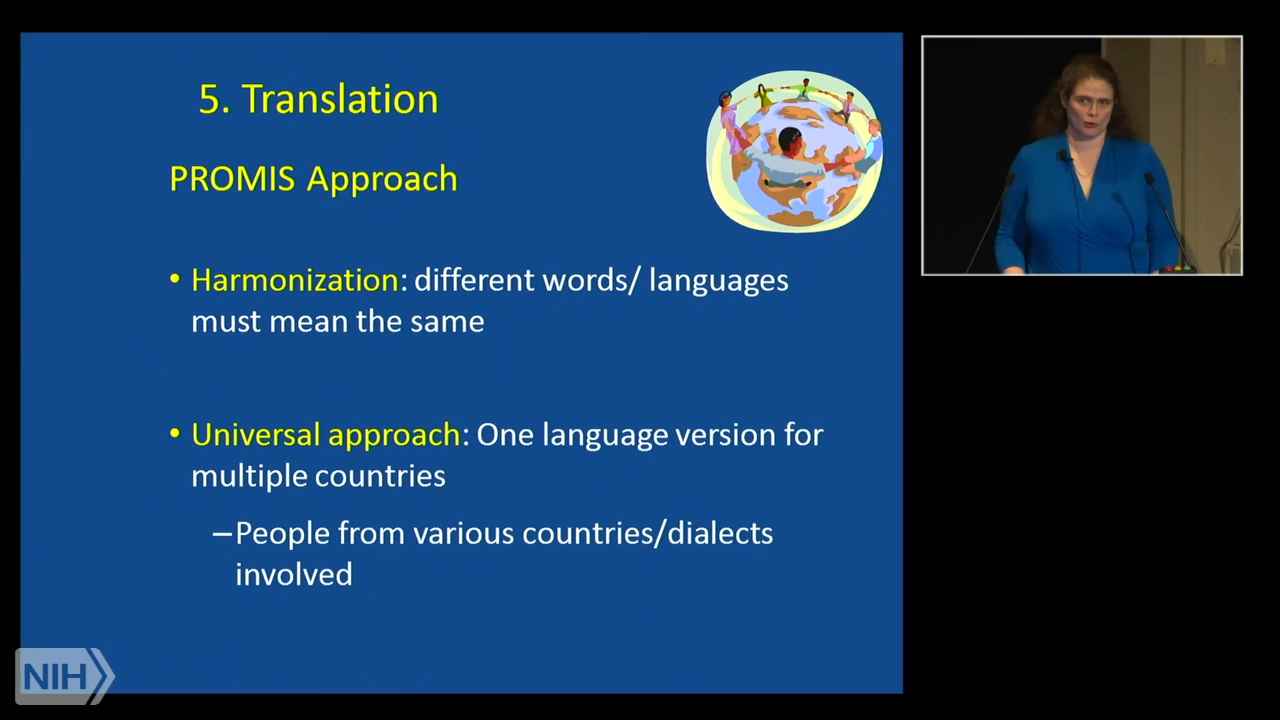 5. Translation
PROMIS Approach
• Harmonization: different words/ languages
must mean the same
• Universal approach: One language version for
multiple countries
–People from various countries/dialects
involved
NIH